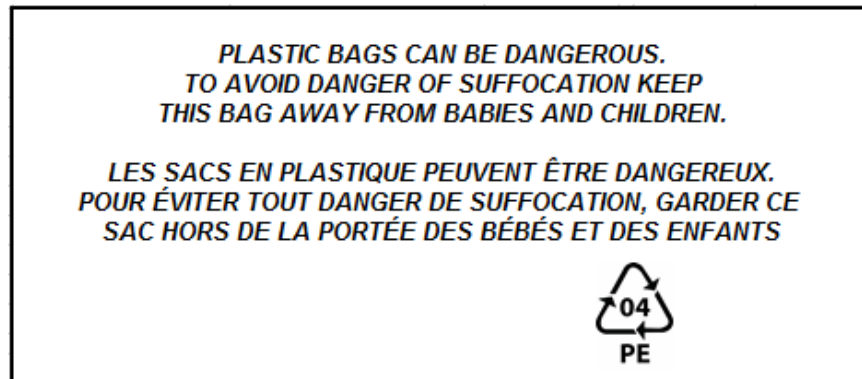 PLASTIC BAGS CAN BE DANGEROUS.
TO AVOID DANGER OF SUFFOCATION KEEP
THIS BAG AWAY FROM BABIES AND CHILDREN.
LES SACS EN PLASTIQUE PEUVENT ÊTRE DANGEREUX.
POUR ÉVITER TOUT DANGER DE SUFFOCATION, GARDER CE
SAC HORS DE LA PORTÉE DES BÉBÉS ET DES ENFANTS
04
PE